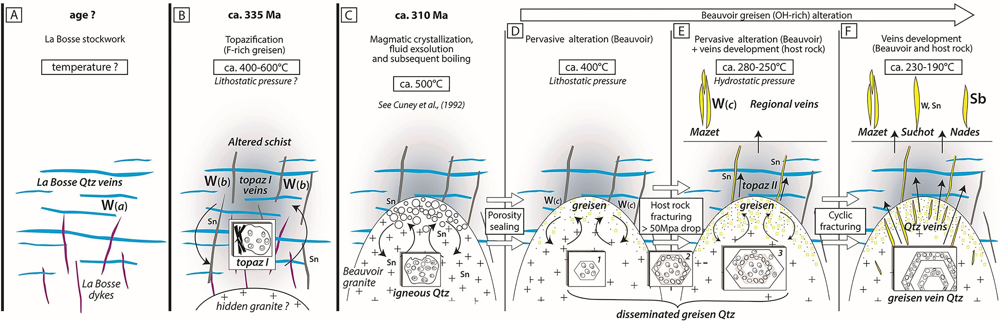 A
age ?
La Bosse stockwork
temperature ?
La Bosse Qtz veins
W(a)
La Bosse
dykes
B
ca. 335 Ma
Topazification
(F-rich greisen)
ca. 400-600°C
Lithostatic pressure ?
Altered schist
W(b)
topaz I
veins
W(b)
Sn
topaz I
Sn
hidden granite ?
C
ca. 310 Ma
Magmatic crystallization,
fluid exsolution
and subsequent boiling
ca. 500°C
See Cuney et al., (1992)
Sn
Sn
Sn
Sn
Beauvoir
granite
igneous Qtz
Porosity
sealing
Beauvoir greisen (OH-rich) alteration
D
Pervasive alteration (Beauvoir)
ca. 400°C
Lithostatic pressure
W(c)
greisen
W(c)
1
Host rock
fracturing
> 50Mpa drop
2
E
Pervasive alteration (Beauvoir)
+ veins development (host rock)
ca. 280-250°C
Hydrostatic pressure
W(c)
Regional veins
Mazet
Sn
Sn
topaz II
greisen
3
disseminated greisen Qtz
Cyclic
fracturing
F
Veins development
(Beauvoir and host rock)
ca. 230-190°C
W, Sn
Sb
Mazet
Suchot
Nades
Qtz veins
greisen vein Qtz